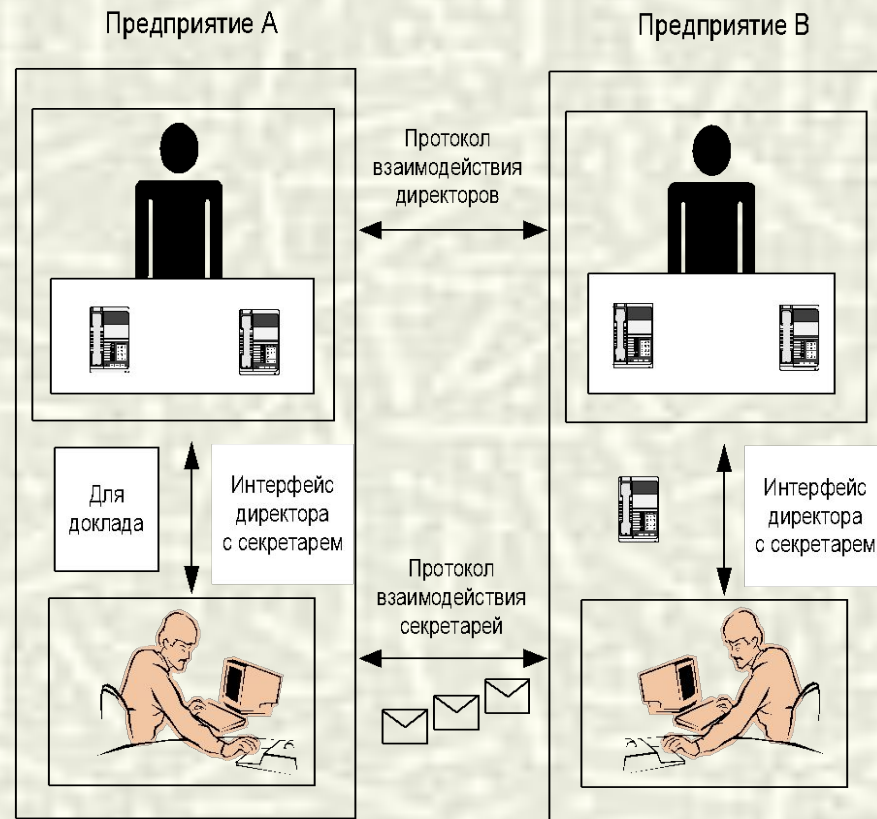 Предприятие А
Предприятие В
Протокол
взаимодействия
директоров
Для
доклада
Интерфейс
директора
с секретарем
Интерфейс
директора
с секретарем
Протокол
взаимодействия
секретарей